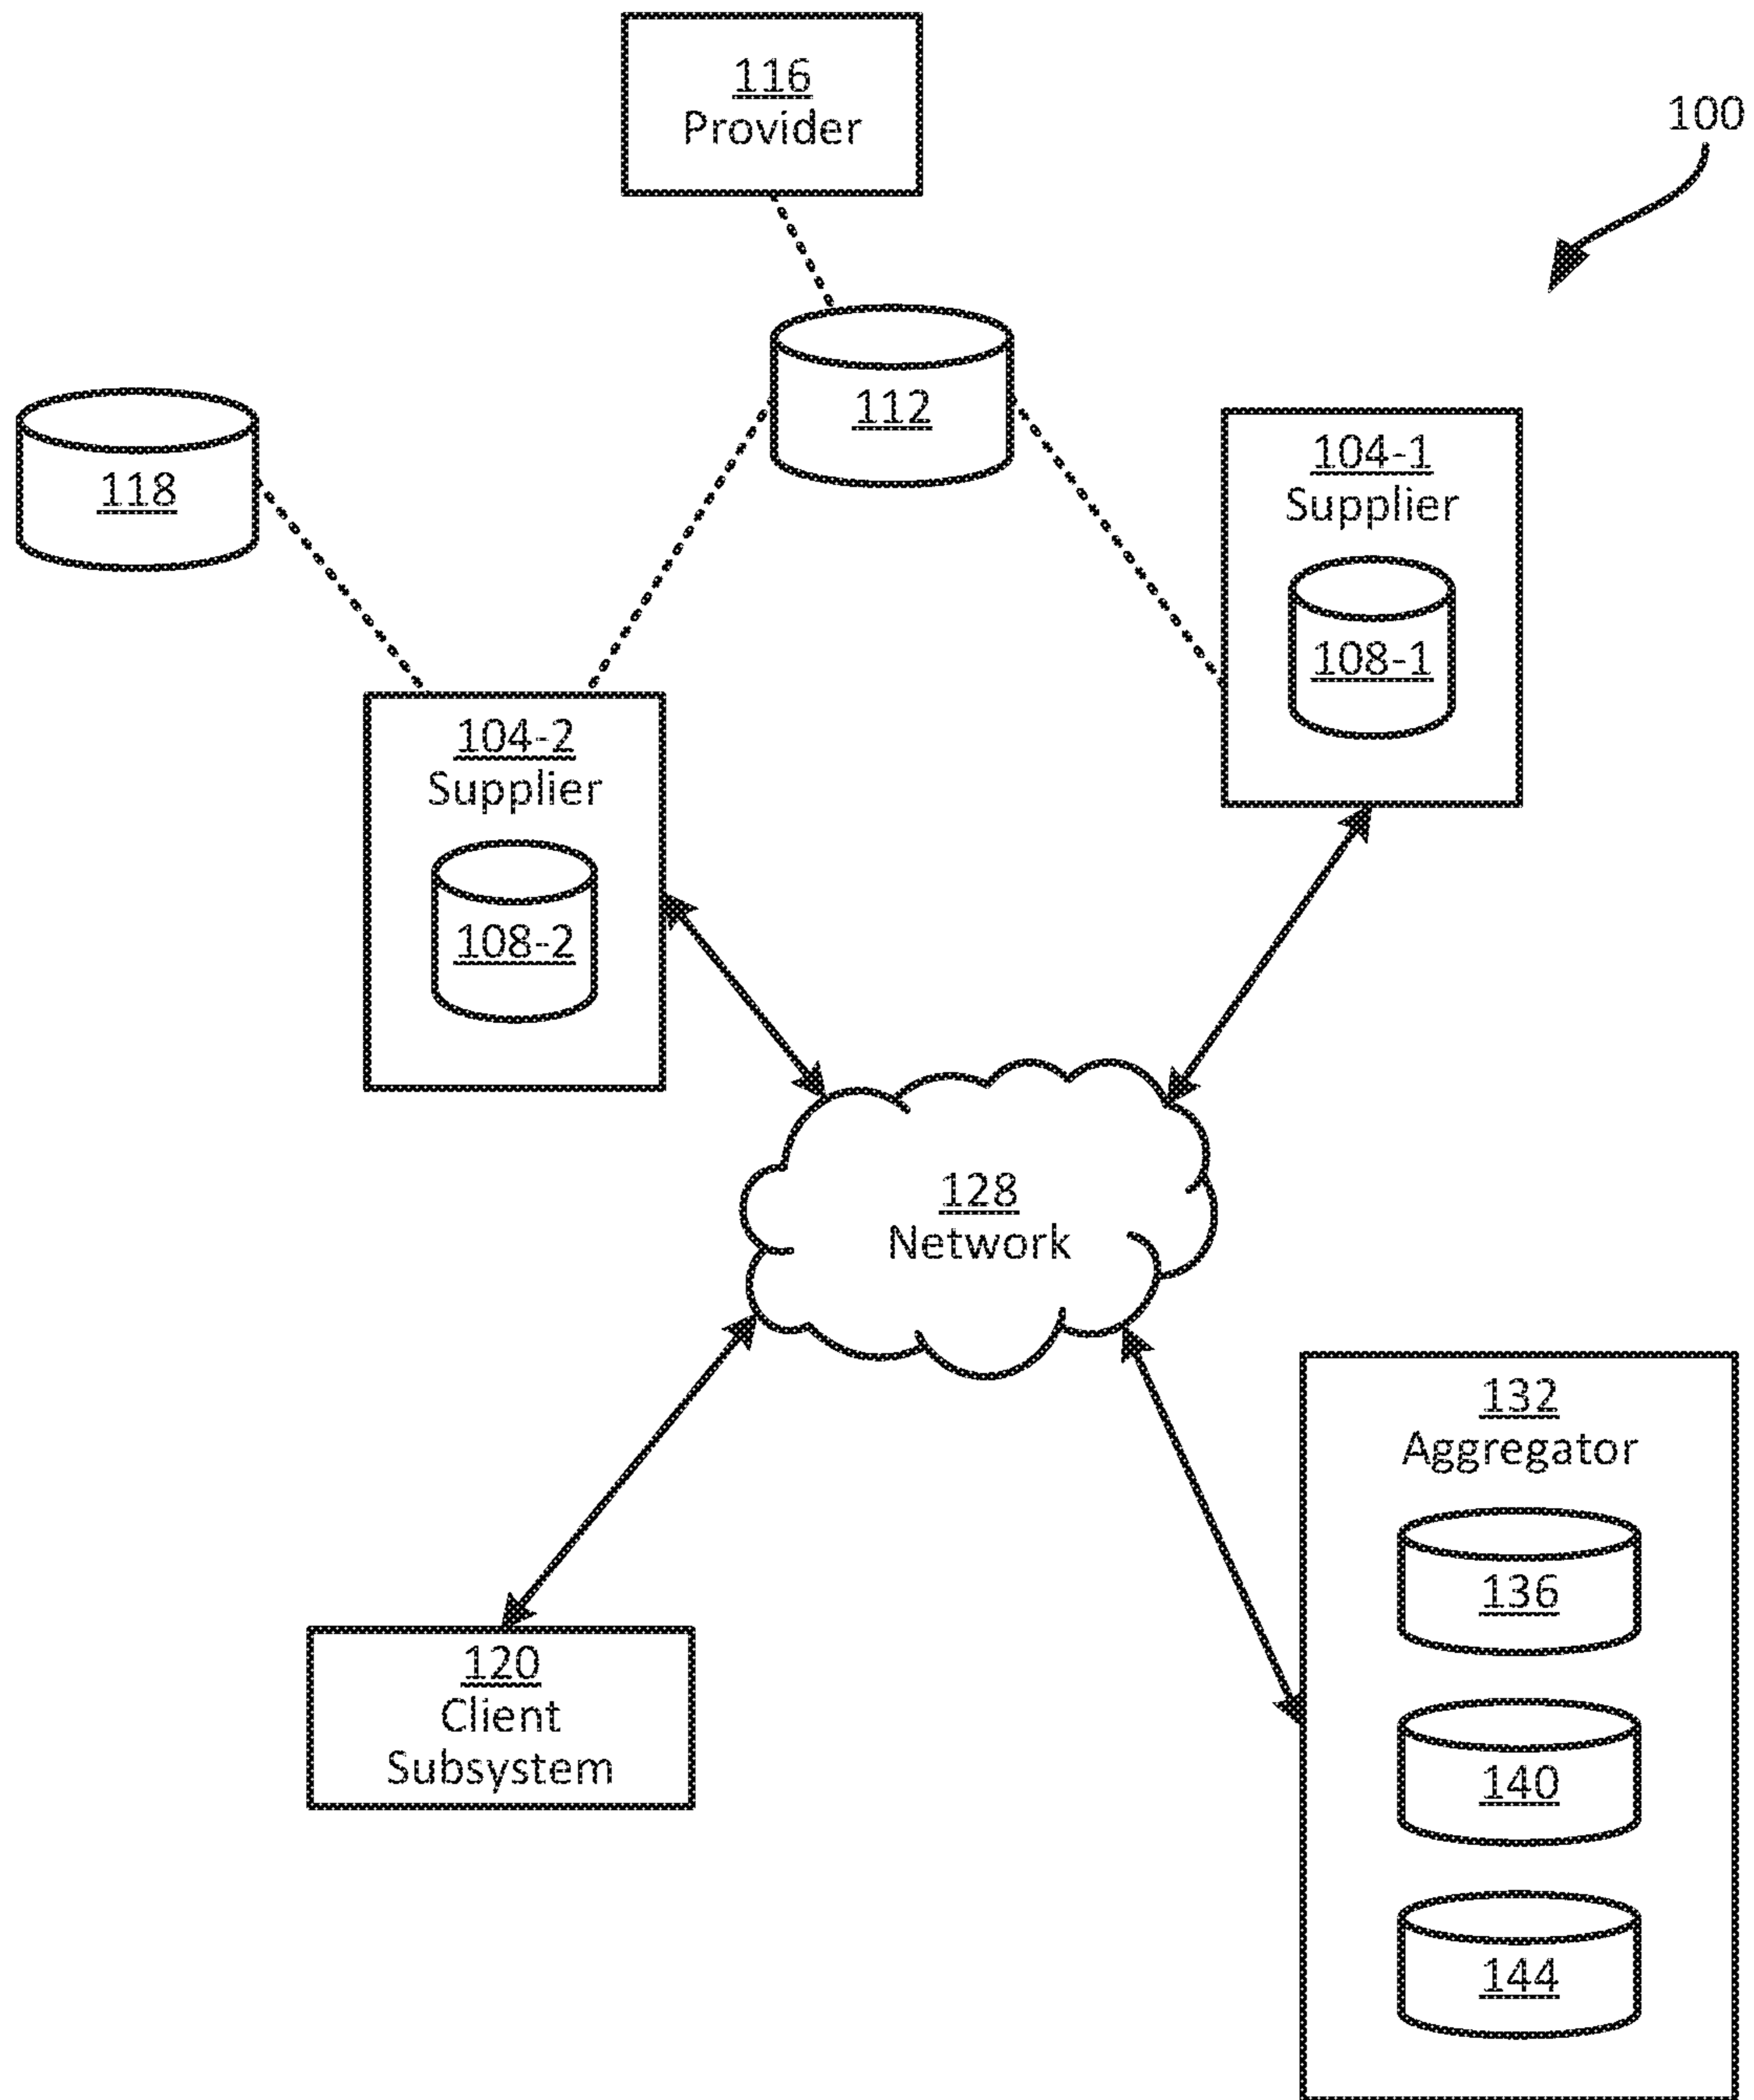 116
Provider
100
112
118
104-1
Supplier
108-1
104-2
Supplier
108-2
128
Network
132
Aggregator
136
120
Client
Subsystem
140
144